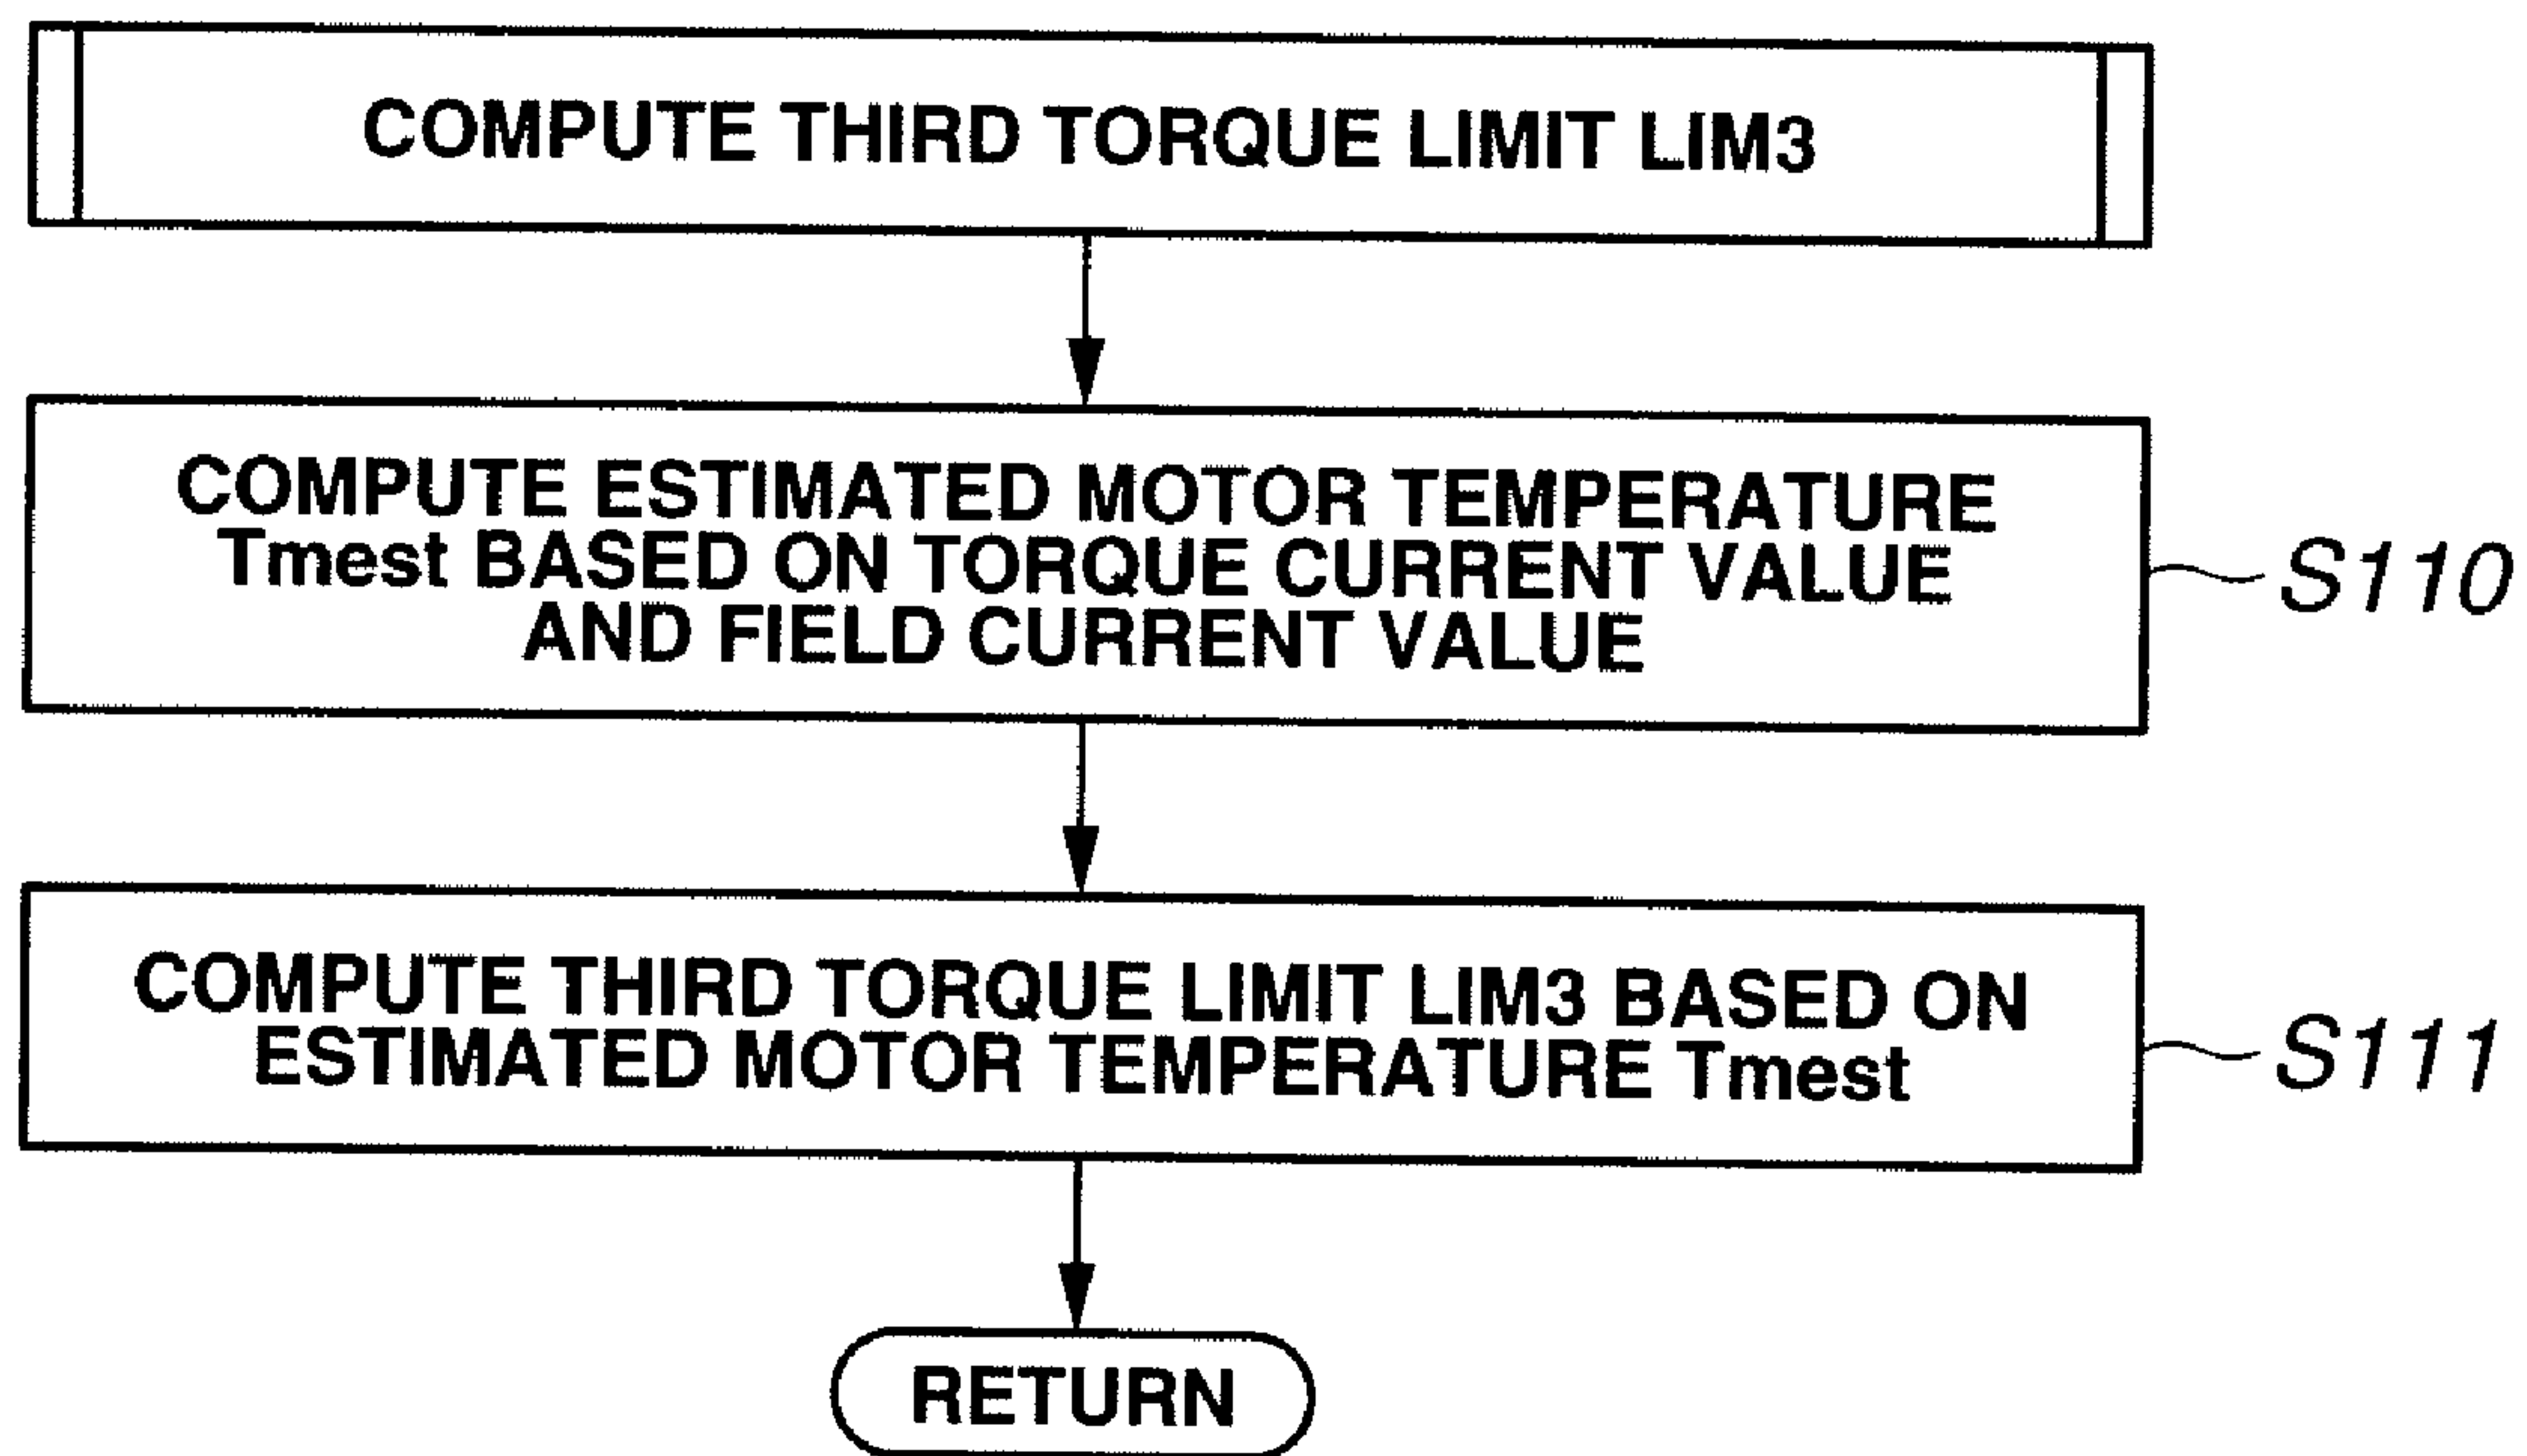 COMPUTE THIRD TORQUE LIMIT LIM3
COMPUTE ESTIMATED MOTOR TEMPERATURE
Tmest BASED ON TORQUE CURRENT VALUE
AND FIELD CURRENT VALUE
S110
COMPUTE THIRD TORQUE LIMIT LIM3 BASED ON
ESTIMATED MOTOR TEMPERATURE Tmest
S111
RETURN